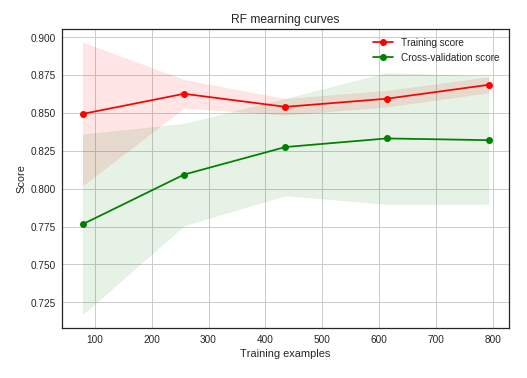 RF mearning curves
Training score
Cross-validation score
0.900
0.875
0.850
0.825
0.800
0.775
0.750
0.725
Score
100 200 300 400 500 600 700 800
Training examples